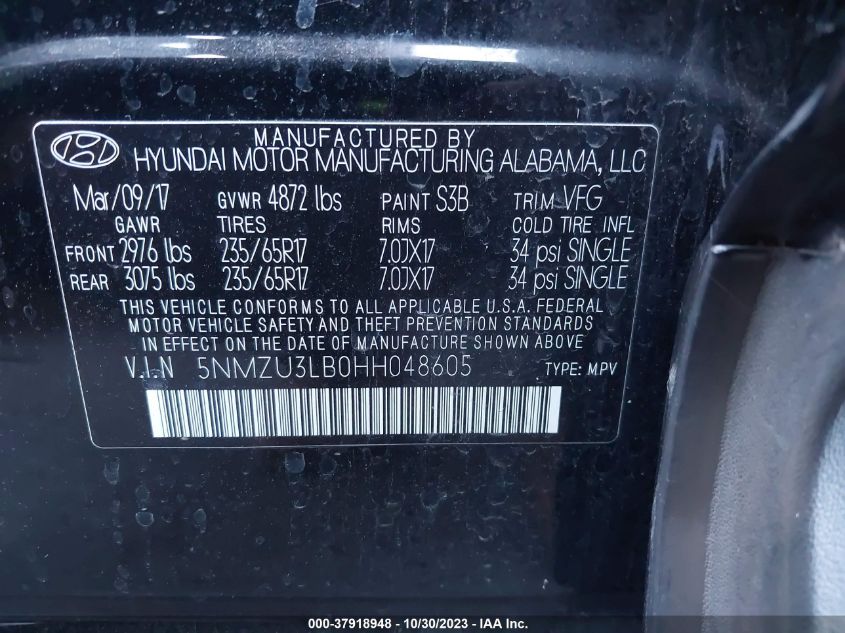 MANUFACTURED BY
HYUNDAI MOTOR MANUFACTURING ALABAMA, LLC
Mar/09/17 GVWR 4872 lbs PAINT S3B TRIM VFG
GAWR TIRES RIMS COLD TIRE INFL
FRONT 2976 lbs 235/65R17 7.0JX17 34 psi SINGLE
REAR 3075 lbs 235/65R17 7.0JX17 34 psi SINGLE
THIS VEHICLE CONFORMS TO ALL APPLICABLE U.S.A. FEDERAL
MOTOR VEHICLE SAFETY AND THEFT PREVENTION STANDARDS
IN EFFECT ON THE DATE OF MANUFACTURE SHOWN ABOVE
V.I.N 5NMZU3LB0HH048605 TYPE: MPV
000-37918948 - 10/30/2023 - IAA Inc.